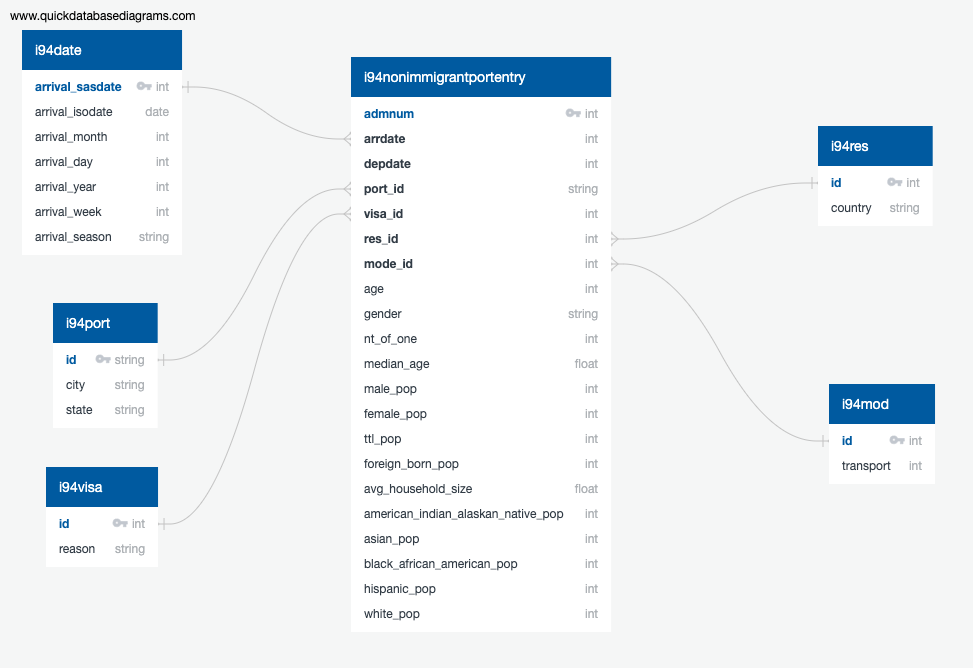 www.quickdatabasediagrams.com
i94date
arrival_sasdate int
arrival_isodate date
arrival_month int
arrival_day int
arrival_year int
arrival_week int
arrival_season string
i94port
id string
city string
state string
i94visa
id int
reason string
i94nonimmigrantportentry
admnum int
arrdate int
depdate int
port_id string
visa_id int
res_id int
mode_id int
age int
gender string
nt_of_one int
median_age float
male_pop int
female_pop int
ttl_pop int
foreign_born_pop int
avg_household_size float
american_indian_alaskan_native_pop int
asian_pop int
black_african_american_pop int
hispanic_pop int
white_pop int
i94res
id int
country string
i94mod
id int
transport int